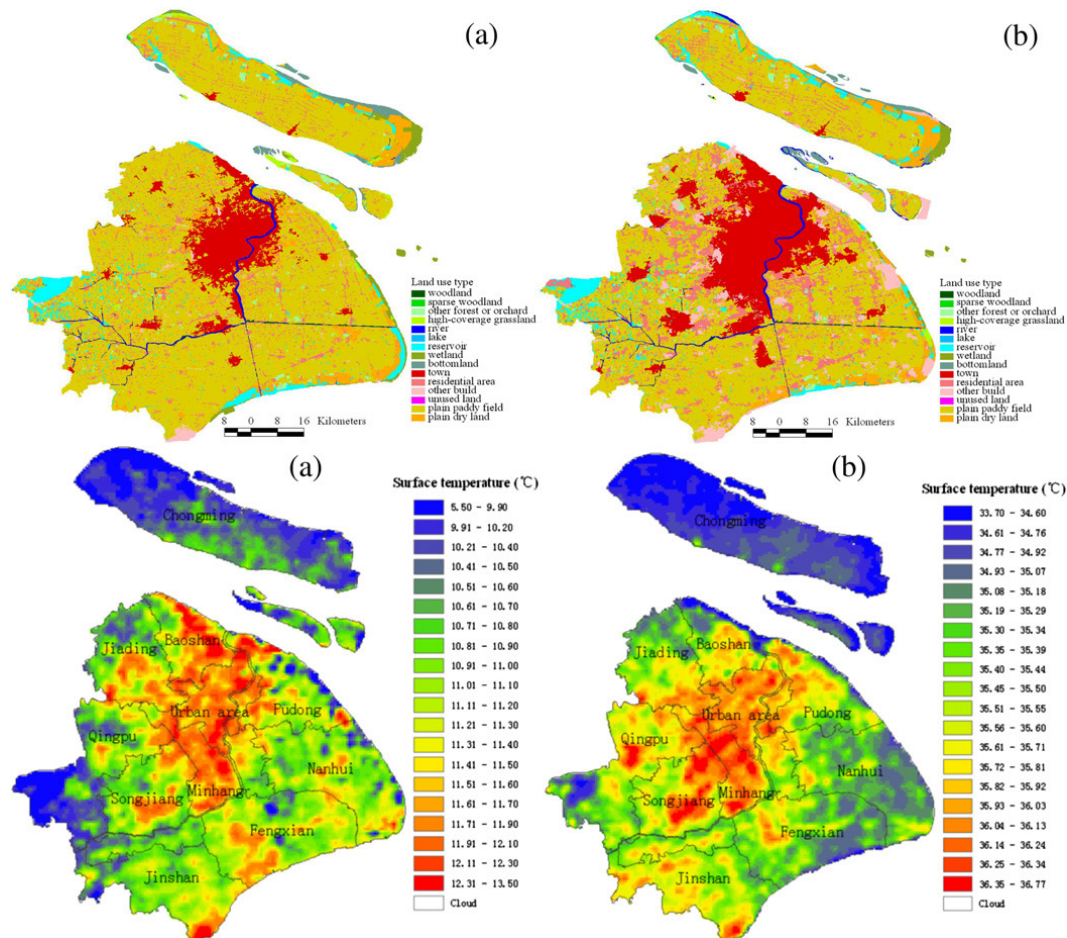 (a)
Land use type
woodland
sparse woodland
other forest or orchard
high-coverage grassland
river
lake
reservoir
wetland
bottomland
town
residential area
other build
unused land
plain paddy field
plain dry land
8 0 8 16 Kilometers
(b)
Land use type
woodland
sparse woodland
other forest or orchard
high-coverage grassland
river
lake
reservoir
wetland
bottomland
town
residential area
other build
unused land
plain paddy field
plain dry land
8 0 8 16 Kilometers
(a)
Chongming
Baoshan
Jiading
Urban area
Pudong
Qingpu
Nanhui
Songjiang
Minhang
Fengxian
Jinshan
Surface temperature (℃)
5.50 - 9.90
9.91 - 10.20
10.21 - 10.40
10.41 - 10.50
10.51 - 10.60
10.61 - 10.70
10.71 - 10.80
10.81 - 10.90
10.91 - 11.00
11.01 - 11.10
11.11 - 11.20
11.21 - 11.30
11.31 - 11.40
11.41 - 11.50
11.51 - 11.60
11.61 - 11.70
11.71 - 11.90
11.91 - 12.10
12.11 - 12.30
12.31 - 13.50
Cloud
(b)
Chongming
Baoshan
Jiading
Urban area
Pudong
Qingpu
Nanhui
Songjiang
Minhang
Fengxian
Jinshan
Surface temperature (℃)
33.70 - 34.60
34.61 - 34.76
34.77 - 34.92
34.93 - 35.07
35.08 - 35.18
35.19 - 35.29
35.30 - 35.34
35.35 - 35.39
35.40 - 35.44
35.45 - 35.50
35.51 - 35.55
35.56 - 35.60
35.61 - 35.71
35.72 - 35.81
35.82 - 35.92
35.93 - 36.03
36.04 - 36.13
36.14 - 36.24
36.25 - 36.34
36.35 - 36.77
Cloud